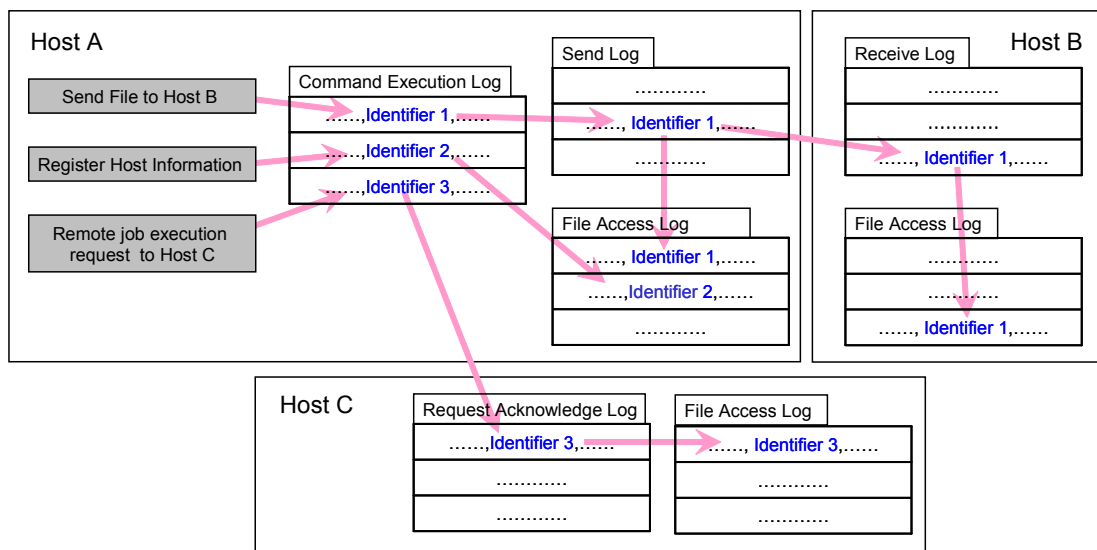 Host A
Send File to Host B
Register Host Information
Remote job execution
request to Host C
Command Execution Log
......,Identifier 1,......
......,Identifier 2,......
......,Identifier 3,......
Send Log
............
......, Identifier 1,......
............
File Access Log
......, Identifier 1,......
......,Identifier 2,......
............
Host B
Receive Log
............
............
......, Identifier 1,......
File Access Log
............
............
......, Identifier 1,......
Host C
Request Acknowledge Log
......,Identifier 3,......
............
............
File Access Log
......, Identifier 3,......
............
............